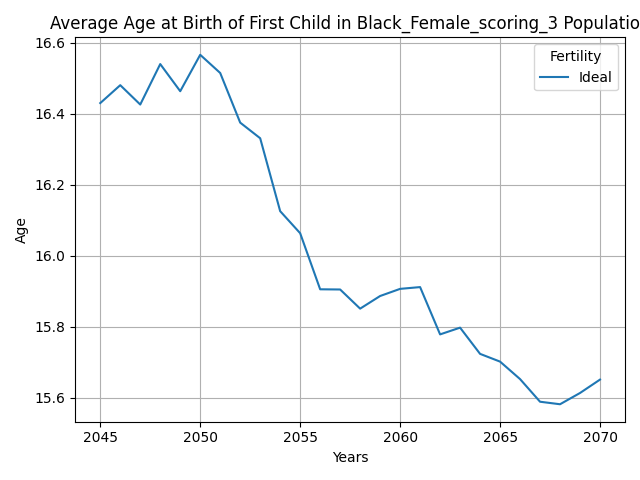 Average Age at Birth of First Child in Black_Female_scoring_3 Populatio
Fertility
Ideal
16.6
16.4
16.2
16.0
15.8
15.6
Age
2045 2050 2055 2060 2065 2070
Years